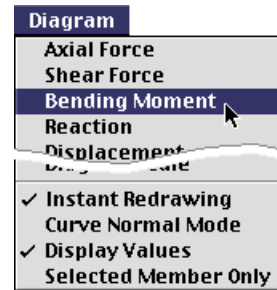 Diagram
Axial Force
Shear Force
Bending Moment
Reaction
Displacement
✓ Instant Redrawing
Curve Normal Mode
✓ Display Values
Selected Member Only